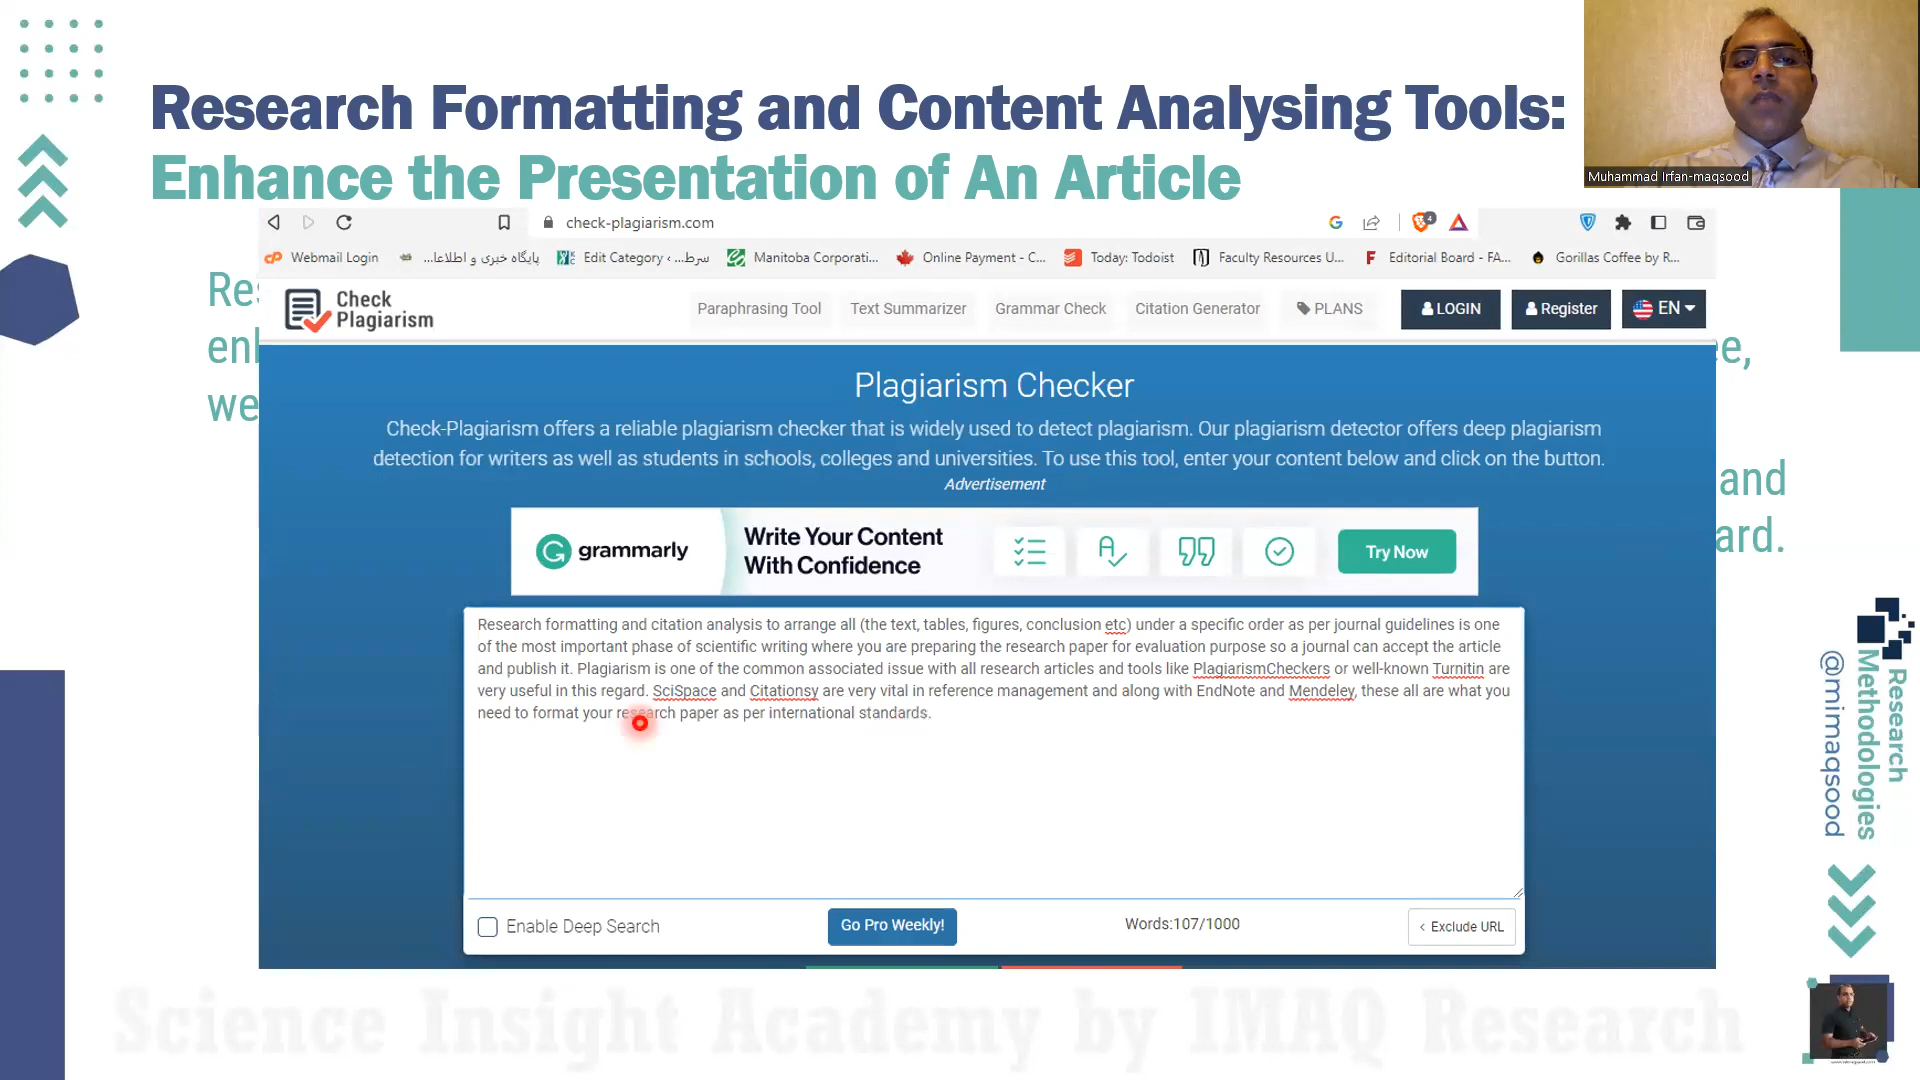 Research Formatting and Content Analysing Tools:
Enhance the Presentation of An Article
Muhammad Irfan-maqsood
check-plagiarism.com
4
Webmail Login
پایگاه خبری و اطلاعا...
Edit Category ‹ سرط...
Manitoba Corporati...
Online Payment - C...
Today: Todoist
Faculty Resources U...
Editorial Board - FA...
Gorillas Coffee by R...
Res
enh
ee,
we
and
ard.
Check
Plagiarism
Paraphrasing Tool
Text Summarizer
Grammar Check
Citation Generator
PLANS
LOGIN
Register
EN
Plagiarism Checker
Check-Plagiarism offers a reliable plagiarism checker that is widely used to detect plagiarism. Our plagiarism detector offers deep plagiarism
detection for writers as well as students in schools, colleges and universities. To use this tool, enter your content below and click on the button.
Advertisement
grammarly
Write Your Content
With Confidence
Try Now
Research formatting and citation analysis to arrange all (the text, tables, figures, conclusion etc) under a specific order as per journal guidelines is one
of the most important phase of scientific writing where you are preparing the research paper for evaluation purpose so a journal can accept the article
and publish it. Plagiarism is one of the common associated issue with all research articles and tools like PlagiarismCheckers or well-known Turnitin are
very useful in this regard. SciSpace and Citationsy are very vital in reference management and along with EndNote and Mendeley, these all are what you
need to format your research paper as per international standards.
Enable Deep Search
Go Pro Weekly!
Words:107/1000
‹ Exclude URL
Research
Methodologies
@mimaqsood
Science Insight Academy by IMAQ Research